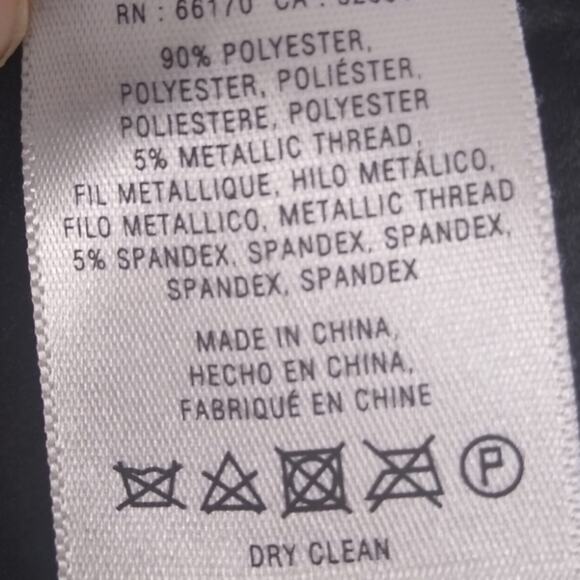 RN : 66170 CA :
90% POLYESTER,
POLYESTER, POLIÉSTER,
POLIESTERE, POLYESTER
5% METALLIC THREAD,
FIL METALLIQUE, HILO METÁLICO,
FILO METALLICO, METALLIC THREAD
5% SPANDEX, SPANDEX, SPANDEX,
SPANDEX, SPANDEX
MADE IN CHINA,
HECHO EN CHINA,
FABRIQUÉ EN CHINE
P
DRY CLEAN